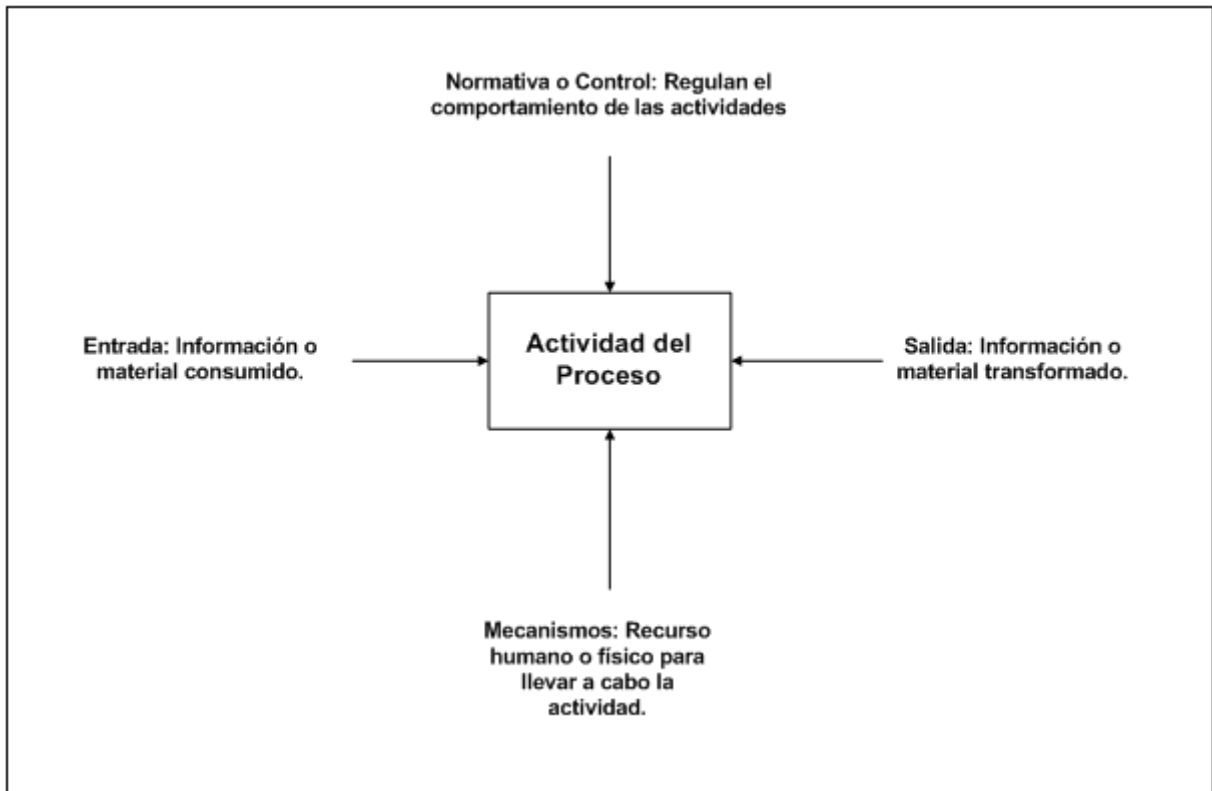 Normativa o Control: Regulan el
comportamiento de las actividades
Entrada: Información o
material consumido.
Actividad del
Proceso
Salida: Información o
material transformado.
Mecanismos: Recurso
humano o físico para
llevar a cabo la
actividad.